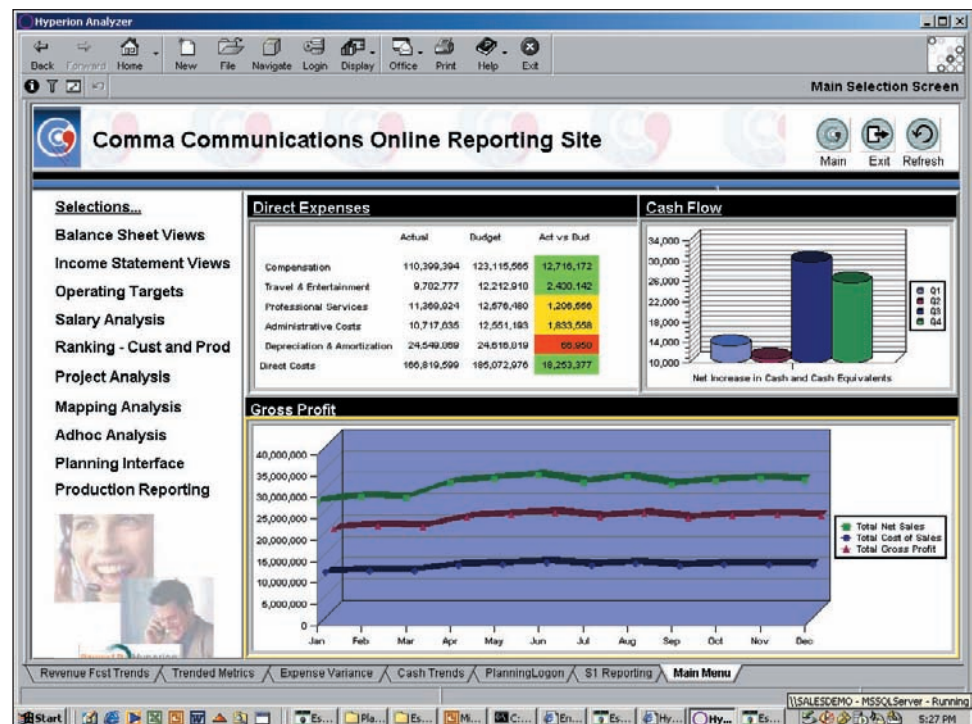 Hyperion Analyzer
Back Forward Home New File Navigate Login Display Office Print Help Exit
Main Selection Screen
Comma Communications Online Reporting Site
Main Exit Refresh
Selections...
Balance Sheet Views
Income Statement Views
Operating Targets
Salary Analysis
Ranking - Cust and Prod
Project Analysis
Mapping Analysis
Adhoc Analysis
Planning Interface
Production Reporting
Direct Expenses
Actual Budget Act vs Bud
Compensation 110,399,394 123,115,565 12,716,172
Travel & Entertainment 9,702,777 12,212,910 2,430,142
Professional Services 11,369,924 12,576,480 1,206,556
Administrative Costs 10,717,635 12,551,193 1,833,558
Depreciation & Amortization 24,549,069 24,616,019 66,950
Direct Costs 166,819,599 185,072,976 18,253,377
Cash Flow
34,000
30,000
26,000
22,000
18,000
14,000
10,000
Q1
Q2
Q3
Q4
Net Increase in Cash and Cash Equivalents
Gross Profit
40,000,000
35,000,000
30,000,000
25,000,000
20,000,000
15,000,000
10,000,000
5,000,000
0
Jan Feb Mar Apr May Jun Jul Aug Sep Oct Nov Dec
Total Net Sales
Total Cost of Sales
Total Gross Profit
Revenue Fcst Trends Trended Metrics Expense Variance Cash Trends PlanningLogon S1 Reporting Main Menu
\\SALESDEMO - MSSQLServer - Running
Start Es... Pla... Es... Mi... C:... En... Es... Hy... Hy... Es... 5:27 PM